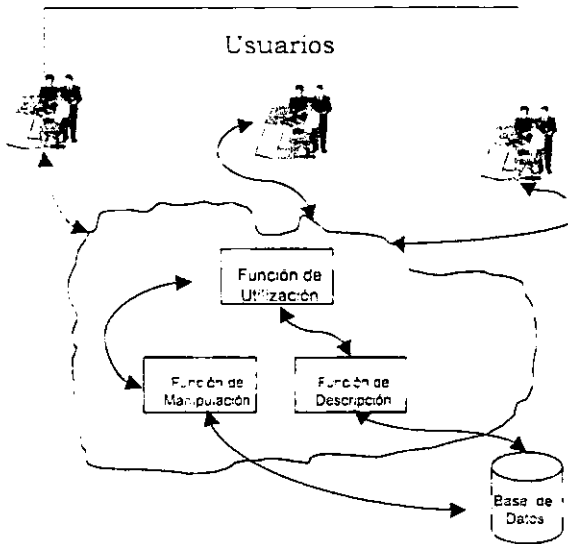 Usuarios
Función de
Utilización
Función de
Manipulación
Función de
Descripción
Base de
Datos